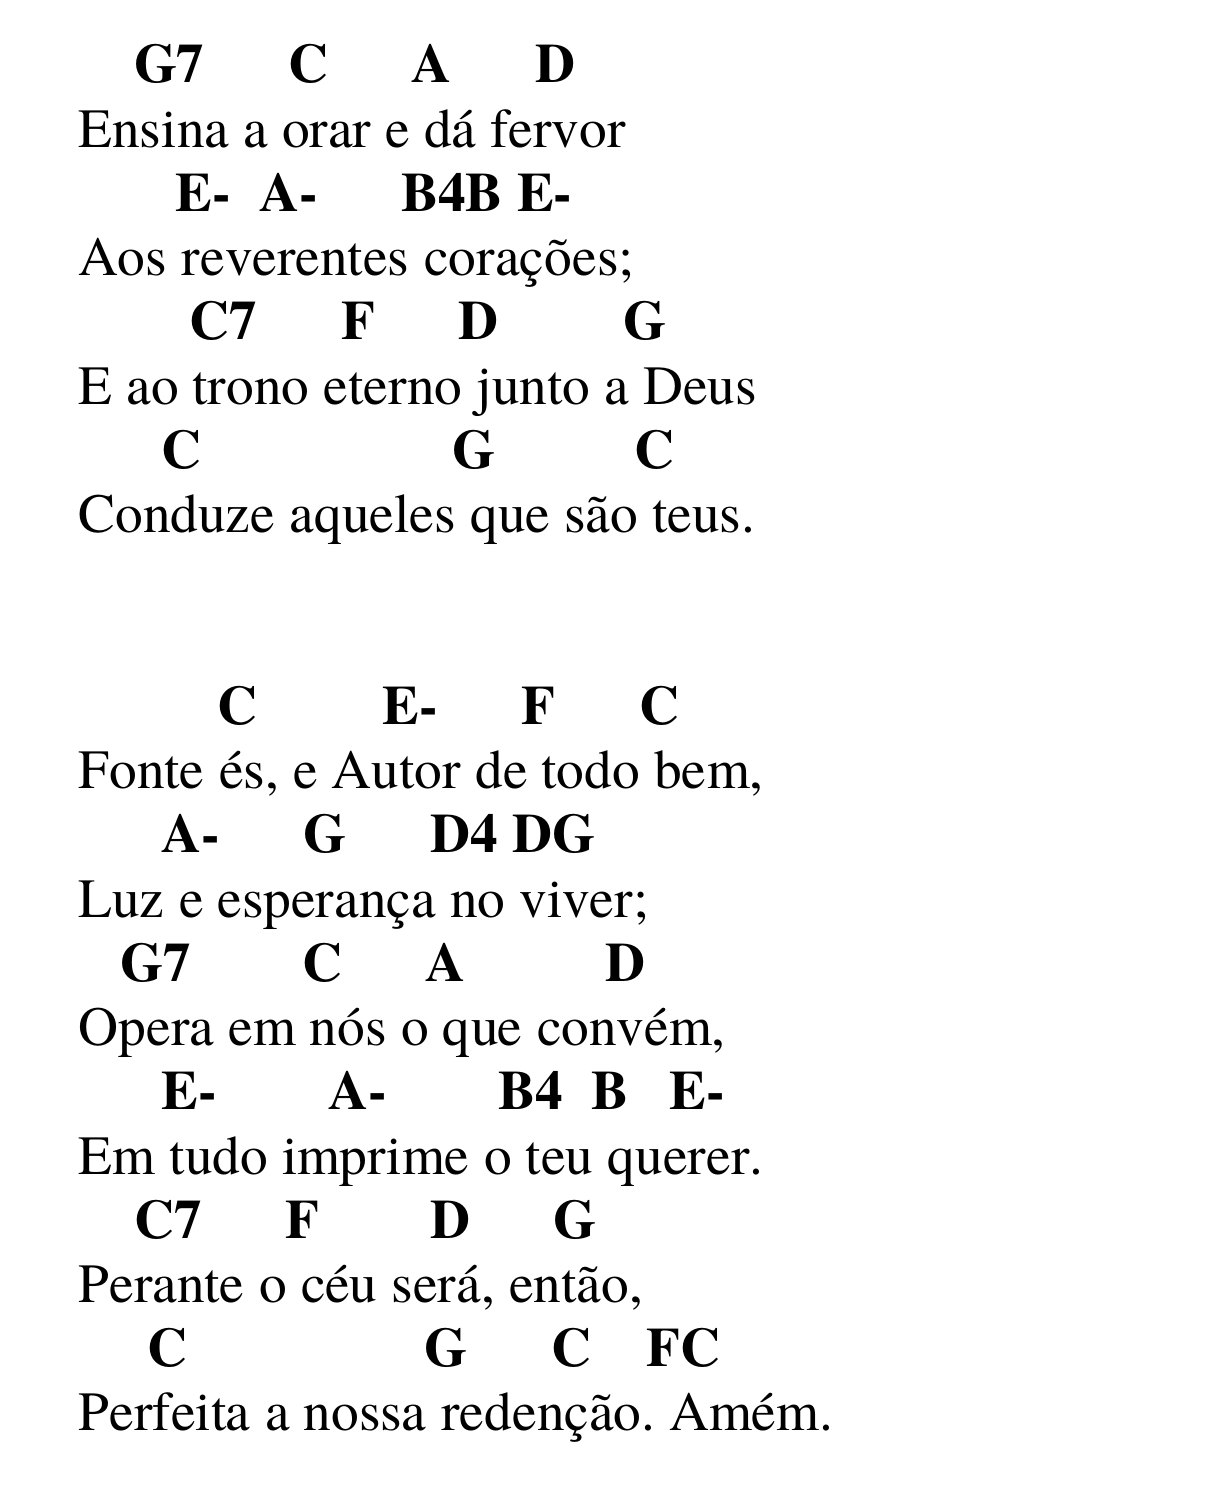 G7 C A D
Ensina a orar e dá fervor
E- A- B4B E-
Aos reverentes corações;
C7 F D G
E ao trono eterno junto a Deus
C G C
Conduze aqueles que são teus.
C E- F C
Fonte és, e Autor de todo bem,
A- G D4 DG
Luz e esperança no viver;
G7 C A D
Opera em nós o que convém,
E- A- B4 B E-
Em tudo imprime o teu querer.
C7 F D G
Perante o céu será, então,
C G C FC
Perfeita a nossa redenção. Amém.